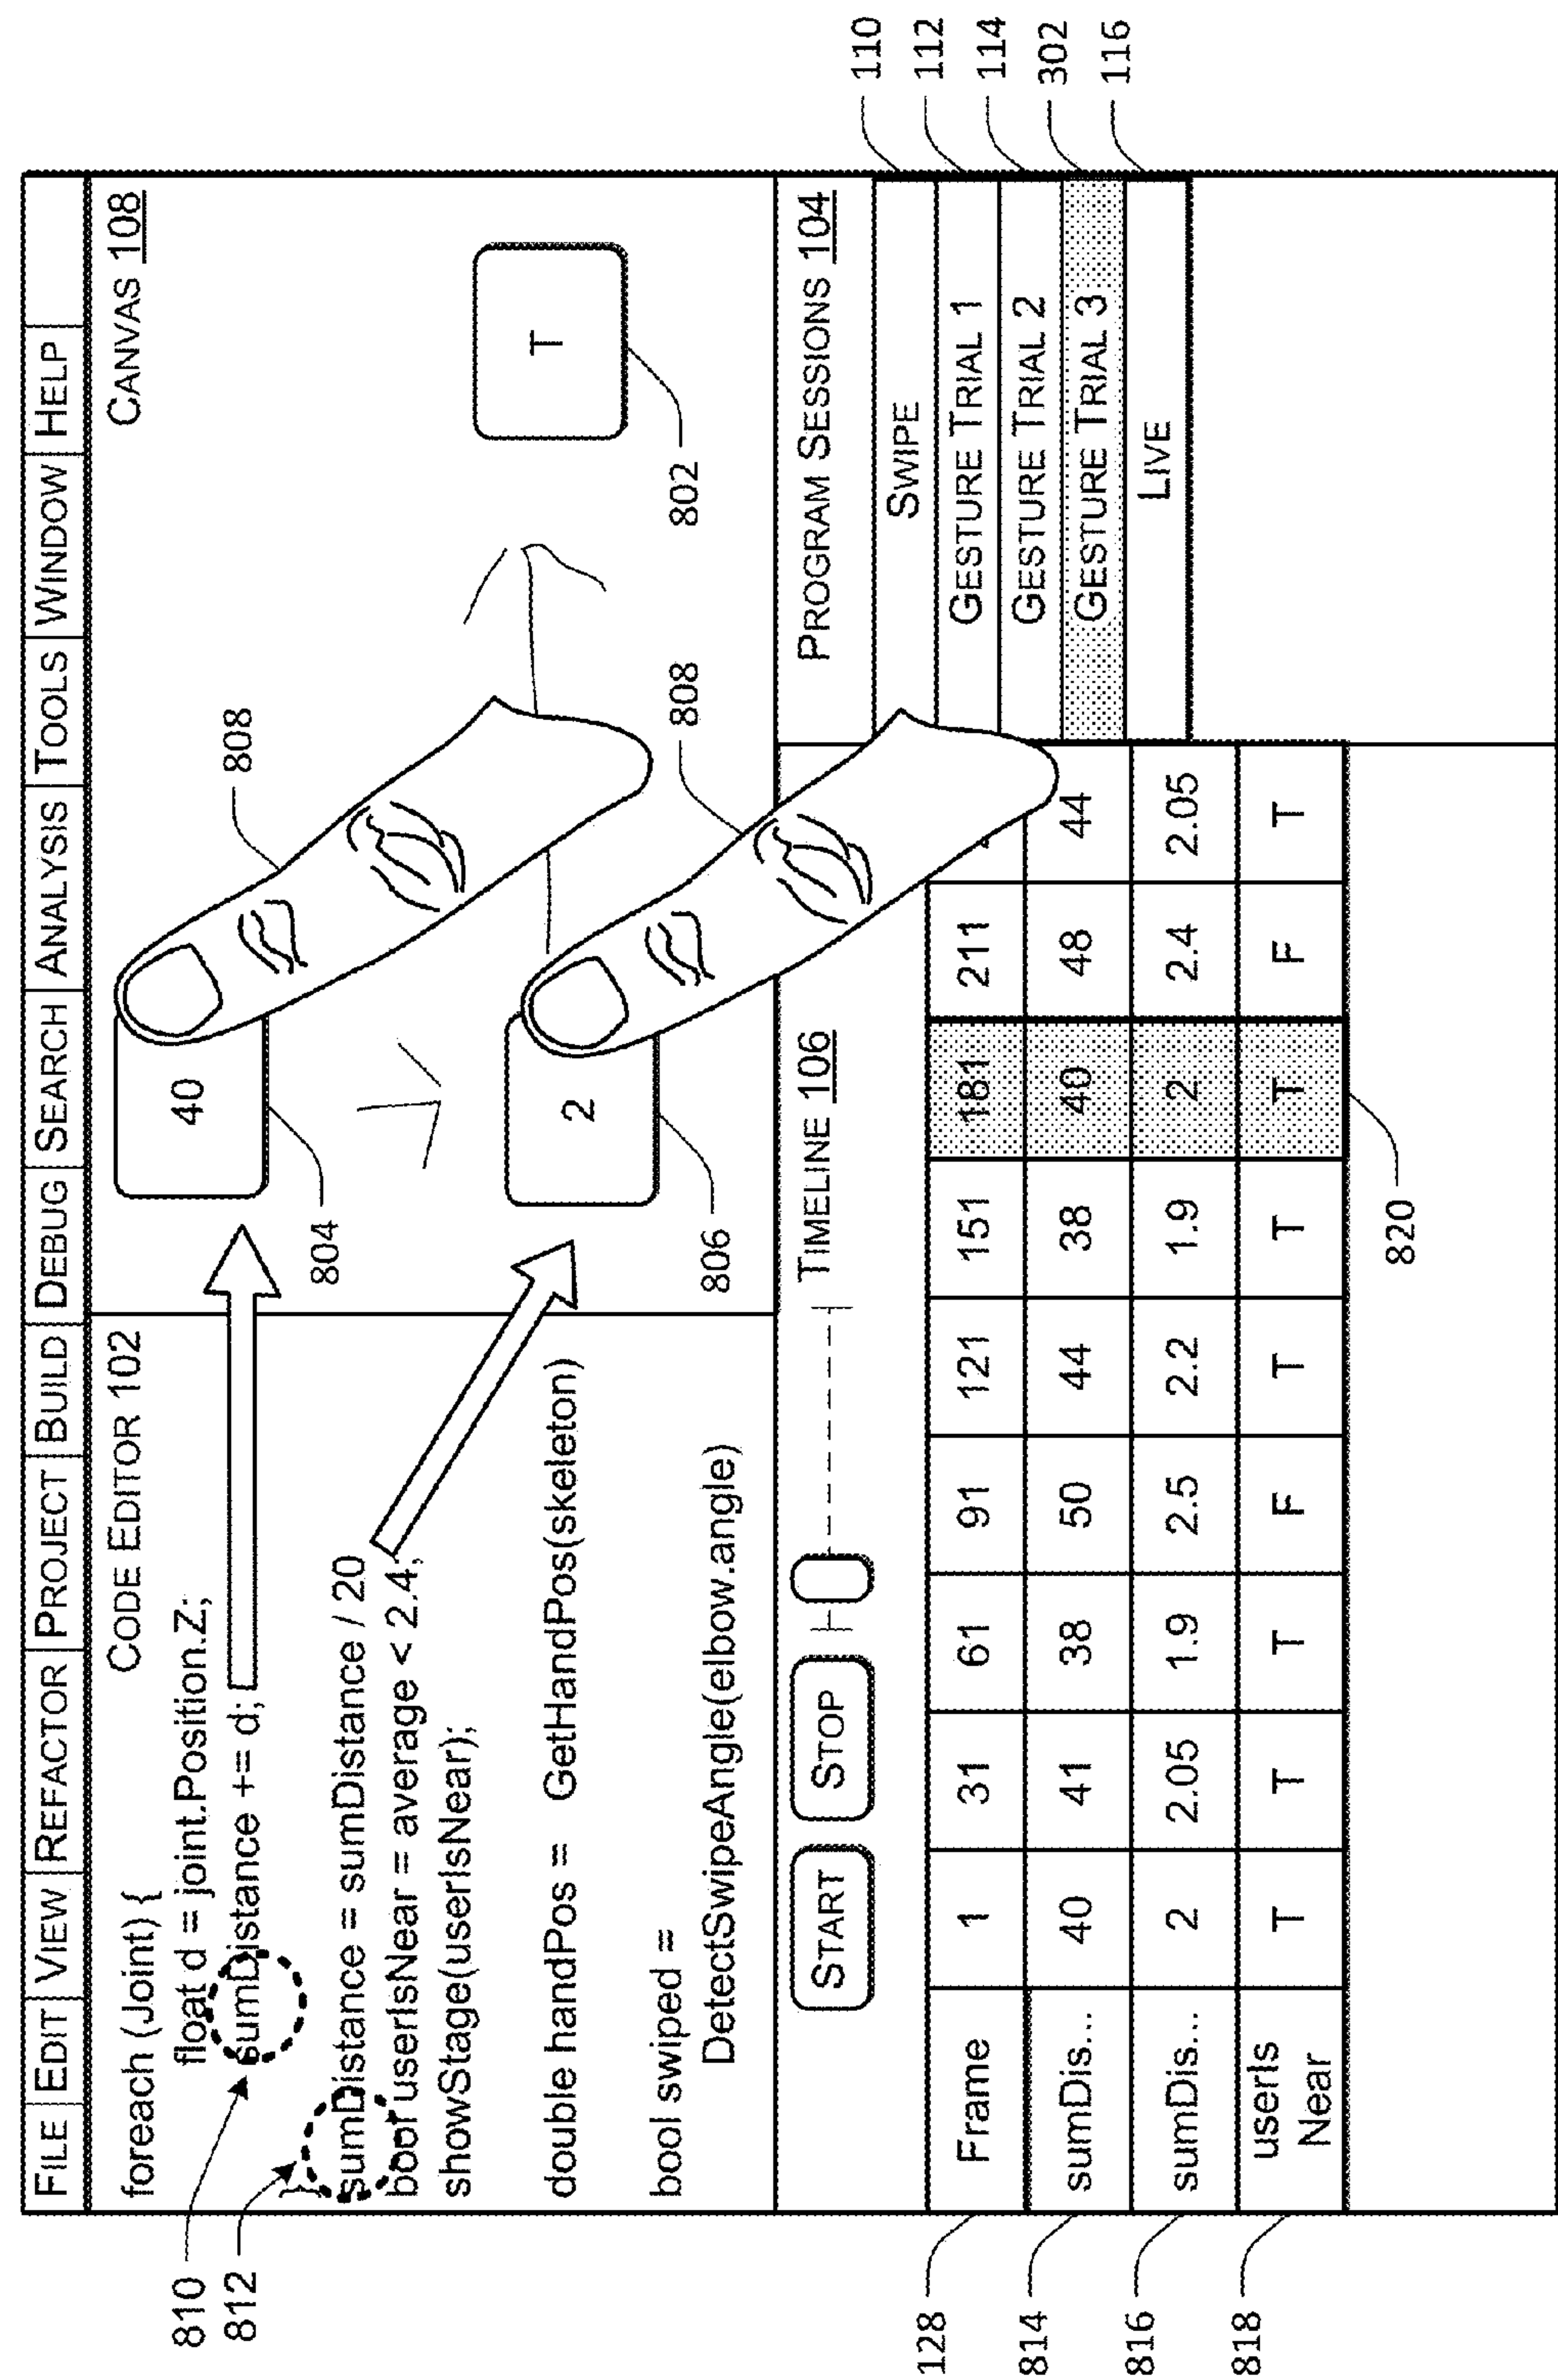 FILE EDIT VIEW REFACTOR PROJECT BUILD DEBUG SEARCH ANALYSIS TOOLS WINDOW HELP
CODE EDITOR 102
foreach (Joint) {
float d = joint.Position.Z;
sumDistance += d;
}
sumDistance = sumDistance / 20
bool userIsNear = average < 2.4;
showStage(userIsNear);
double handPos = GetHandPos(skeleton)
bool swiped =
DetectSwipeAngle(elbow.angle)
810
812
CANVAS 108
40
804
808
2
806
808
T
802
START STOP TIMELINE 106
Frame 1 31 61 91 121 151 181 211
sumDis... 40 41 38 50 44 38 40 48 44
sumDis... 2 2.05 1.9 2.5 2.2 1.9 2 2.4 2.05
userIs
Near T T T F T T T F T
128
814
816
818
820
PROGRAM SESSIONS 104
SWIPE
GESTURE TRIAL 1
GESTURE TRIAL 2
GESTURE TRIAL 3
LIVE
110
112
114
302
116